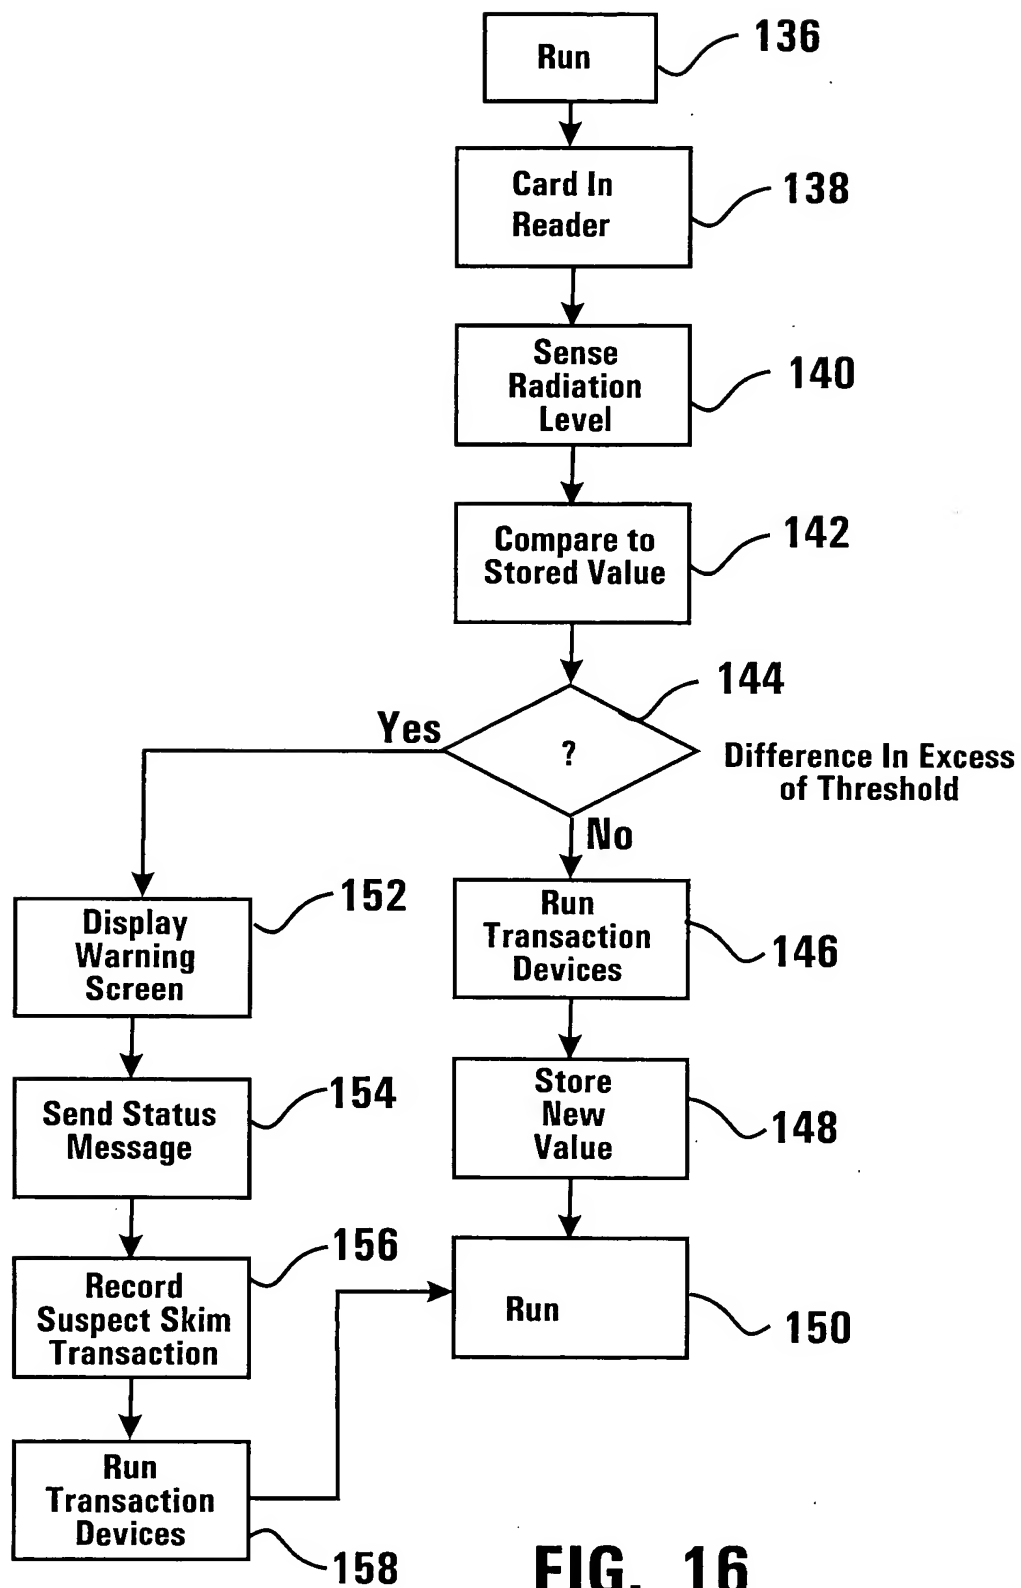 Run
136
Card In
Reader
138
Sense
Radiation
Level
140
Compare to
Stored Value
142
144
Yes
?
Difference In Excess
of Threshold
No
Display
Warning
Screen
152
Run
Transaction
Devices
146
Send Status
Message
154
Store
New
Value
148
Record
Suspect Skim
Transaction
156
Run
150
Run
Transaction
Devices
158
FIG. 16